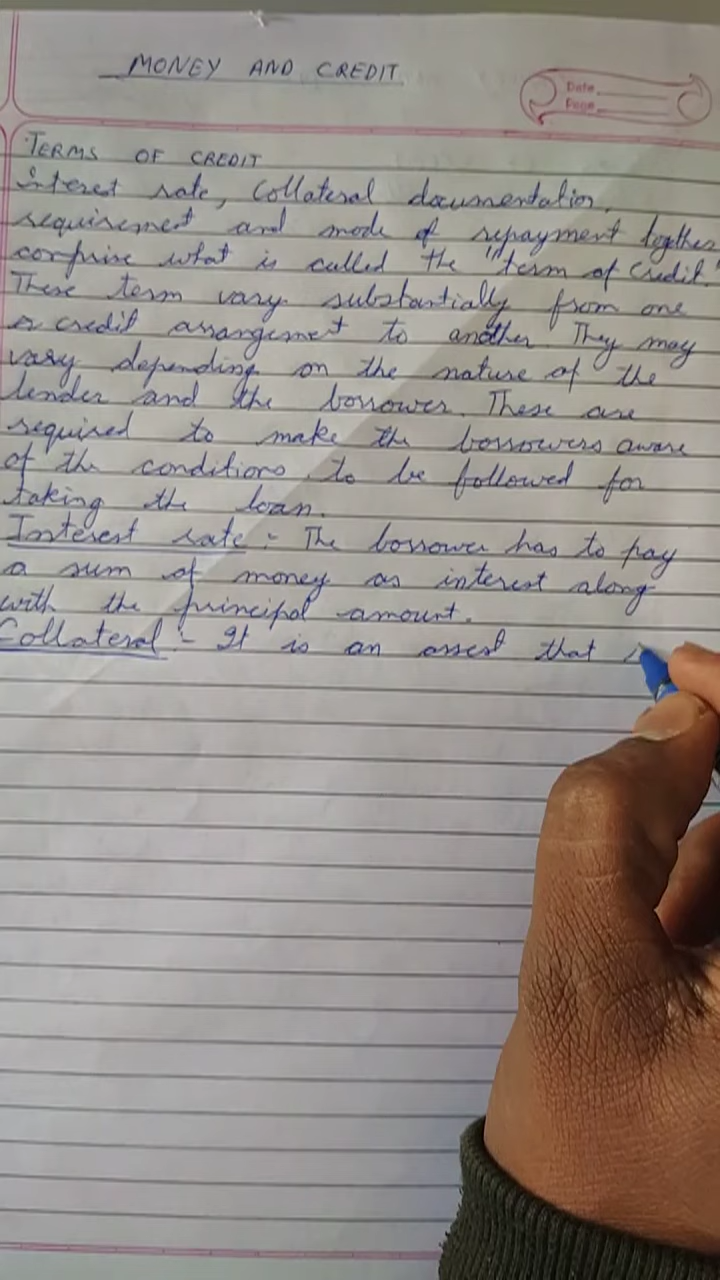 MONEY AND CREDIT
Date
Page
TERMS OF CREDIT
Interest rate, Collateral documentation,
requirement and mode of repayment together
comprise what is called the "term of Credit."
These term vary substantially from one
a credit arrangement to another. They may
vary depending on the nature of the
lender and the borrower. These are
required to make the borrowers aware
of the conditions to be followed for
taking the loan.
Interest rate:- The borrower has to pay
a sum of money as interest along
with the principal amount.
Collateral:- It is an assest that